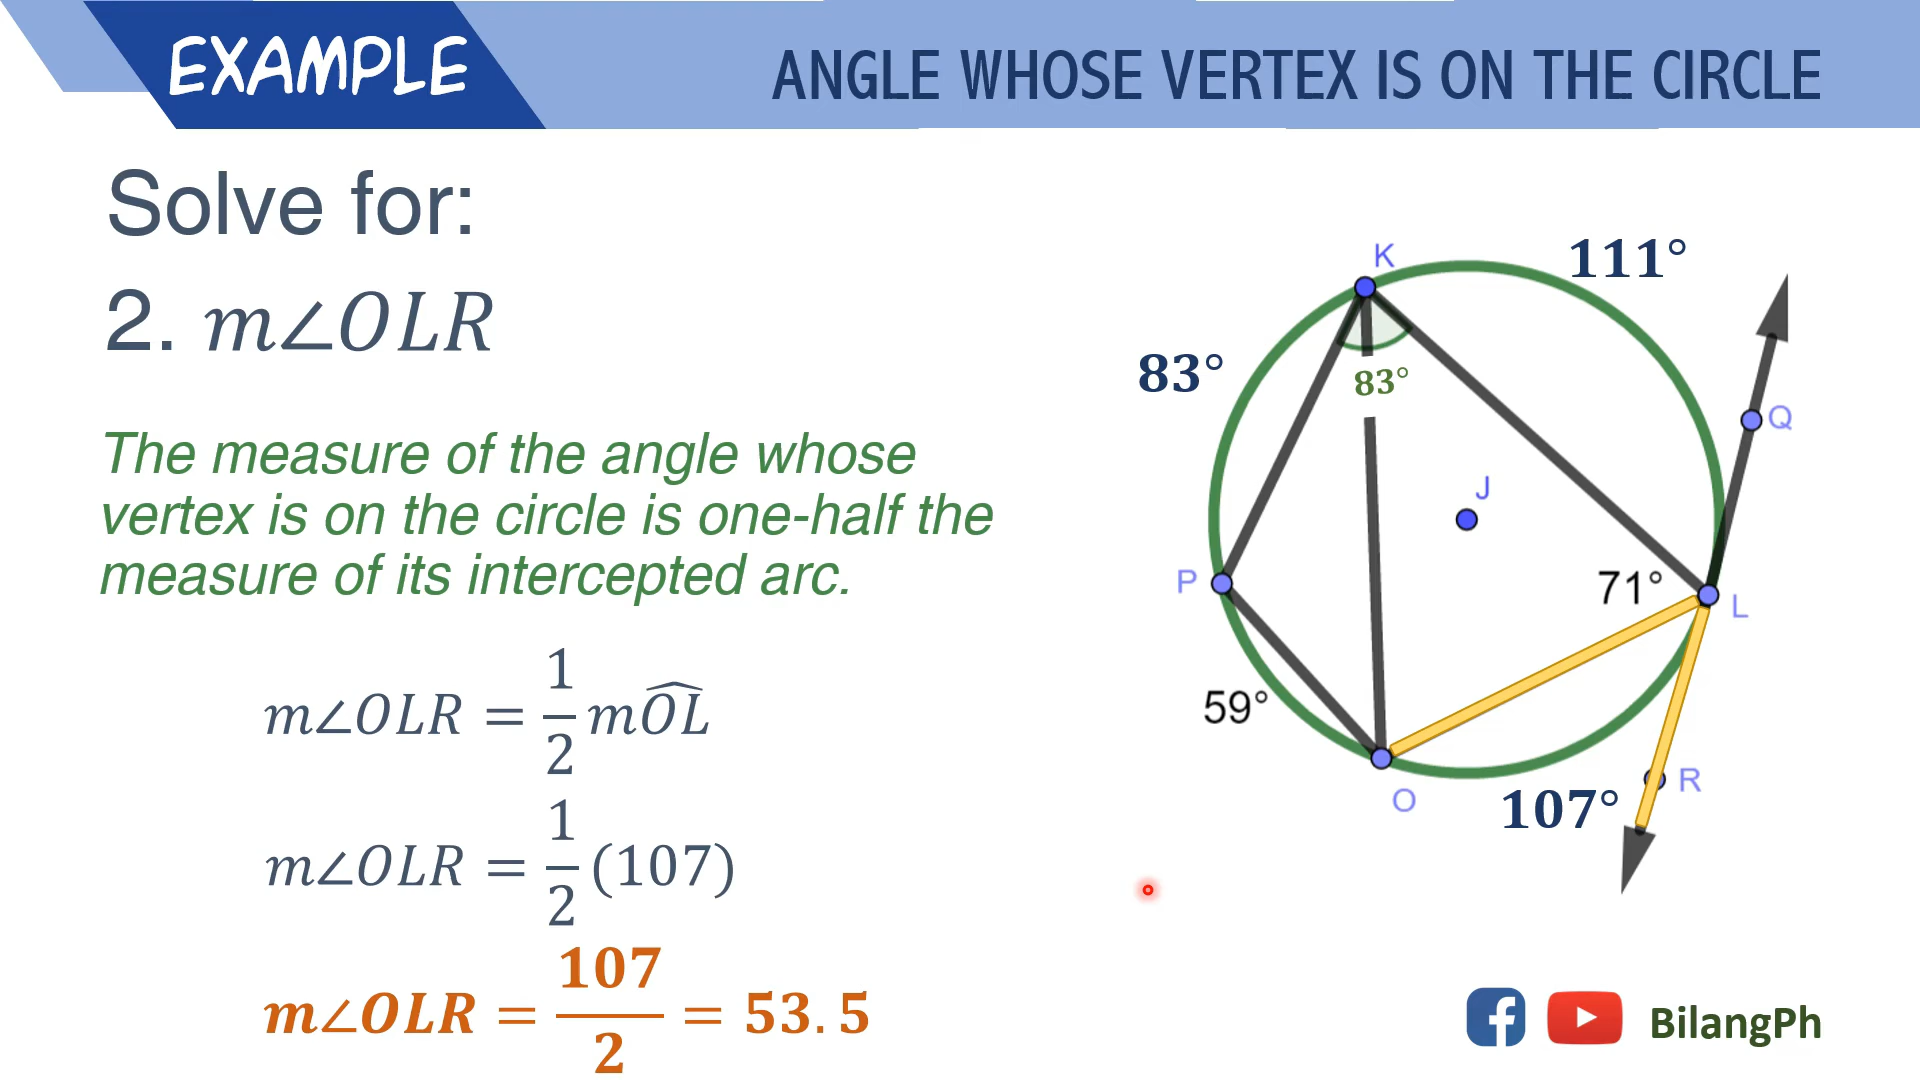 EXAMPLE
ANGLE WHOSE VERTEX IS ON THE CIRCLE
Solve for:
2. m∠OLR
The measure of the angle whose
vertex is on the circle is one-half the
measure of its intercepted arc.
m∠OLR = 1/2 mOL⏜
m∠OLR = 1/2 (107)
m∠OLR = 107/2 = 53.5
K
111°
83°
83°
Q
J
P
71°
L
59°
R
O
107°
BilangPh